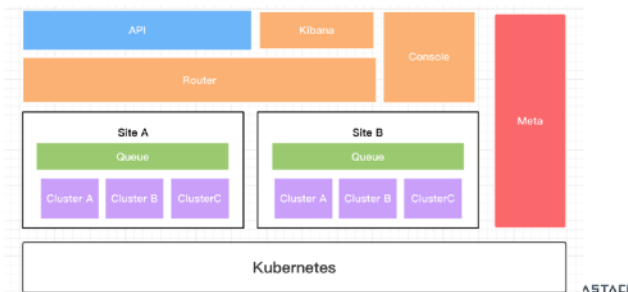 API
Kibana
Console
Router
Meta
Site A
Site B
Queue
Queue
Cluster A
Cluster B
ClusterC
Cluster A
Cluster B
ClusterC
Kubernetes